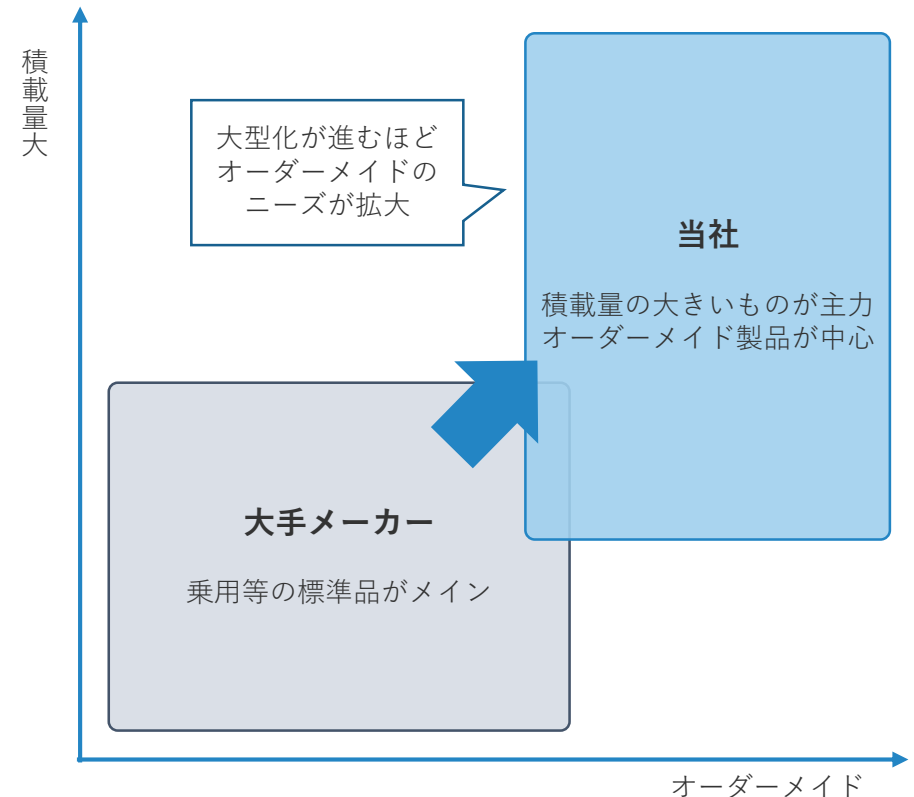 積載量大
大型化が進むほど
オーダーメイドの
ニーズが拡大
当社
積載量の大きいものが主力
オーダーメイド製品が中心
大手メーカー
乗用等の標準品がメイン
オーダーメイド